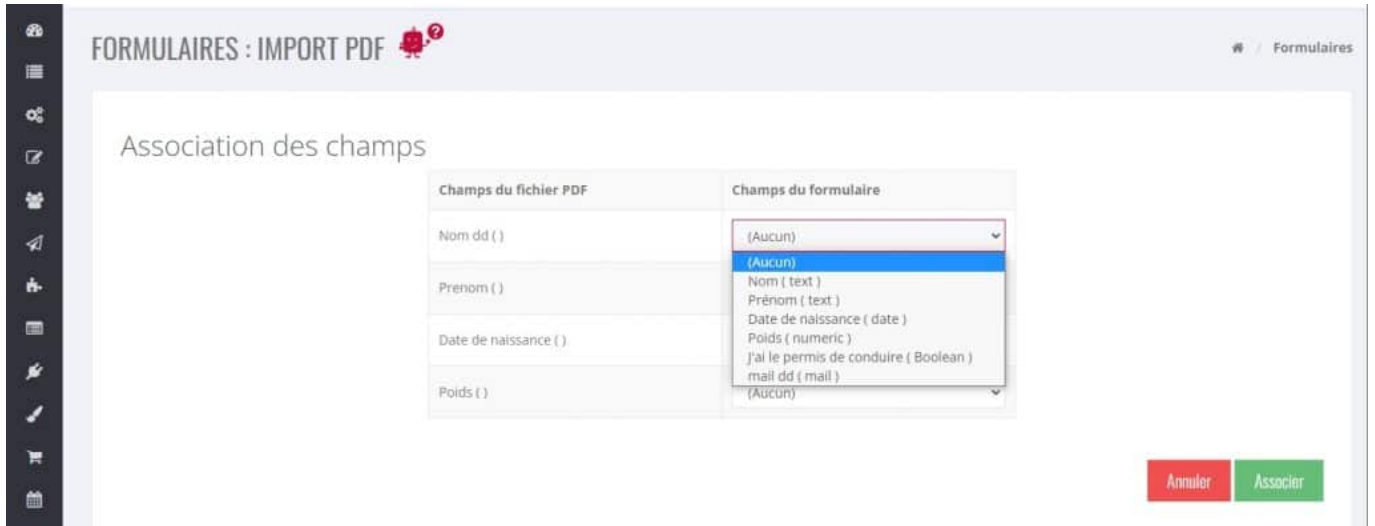 FORMULAIRES : IMPORT PDF
/ Formulaires
Association des champs
Champs du fichier PDF Champs du formulaire
Nom dd ( ) (Aucun)
(Aucun)
Nom ( text )
Prenom ( ) Prénom ( text )
Date de naissance ( date )
Date de naissance ( ) Poids ( numeric )
J'ai le permis de conduire ( Boolean )
mail dd ( mail )
Poids ( ) (Aucun)
Annuler Associer